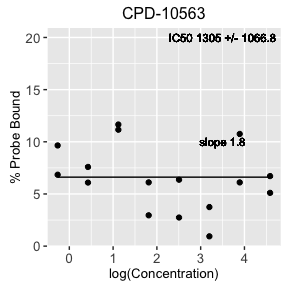 CPD-10563
IC50 1305 +/- 1066.8
slope 1.8
% Probe Bound
20
15
10
5
0
0 1 2 3 4
log(Concentration)